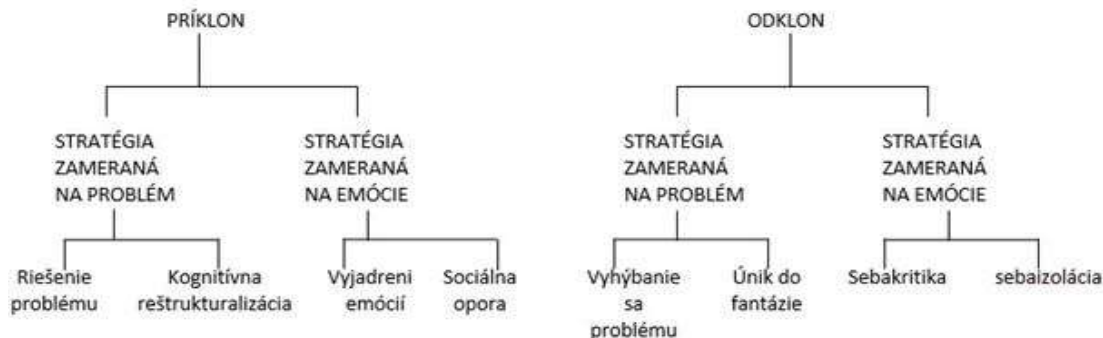 PRÍKLON
ODKLON
STRATÉGIA
ZAMERANÁ
NA PROBLÉM
STRATÉGIA
ZAMERANÁ
NA EMÓCIE
STRATÉGIA
ZAMERANÁ
NA PROBLÉM
STRATÉGIA
ZAMERANÁ
NA EMÓCIE
Riešenie
problému
Kognitívna
reštrukturalizácia
Vyjadreni
emócií
Sociálna
opora
Vyhýbanie
sa
problému
Únik do
fantázie
Sebakritika
sebaizolácia